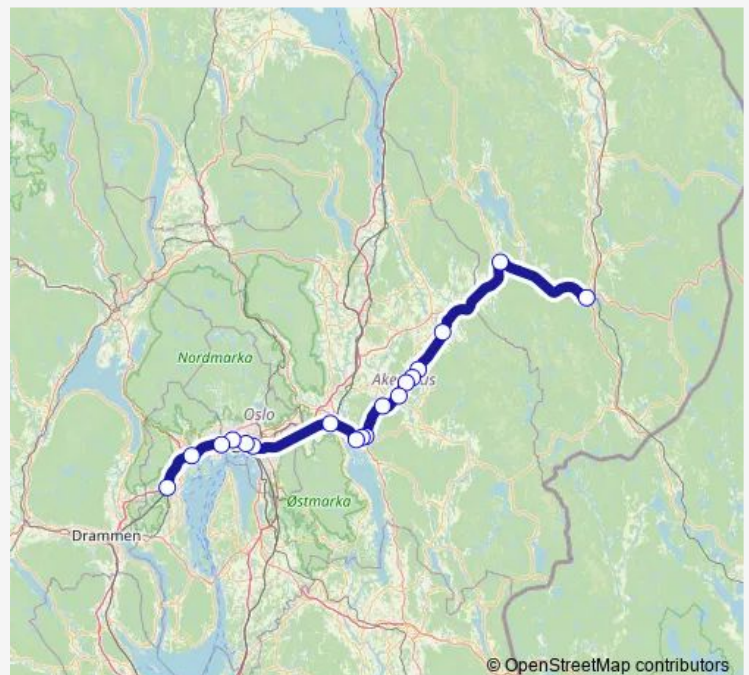 Nordmarka
Oslo
Akershus
Østmarka
Drammen
© OpenStreetMap contributors